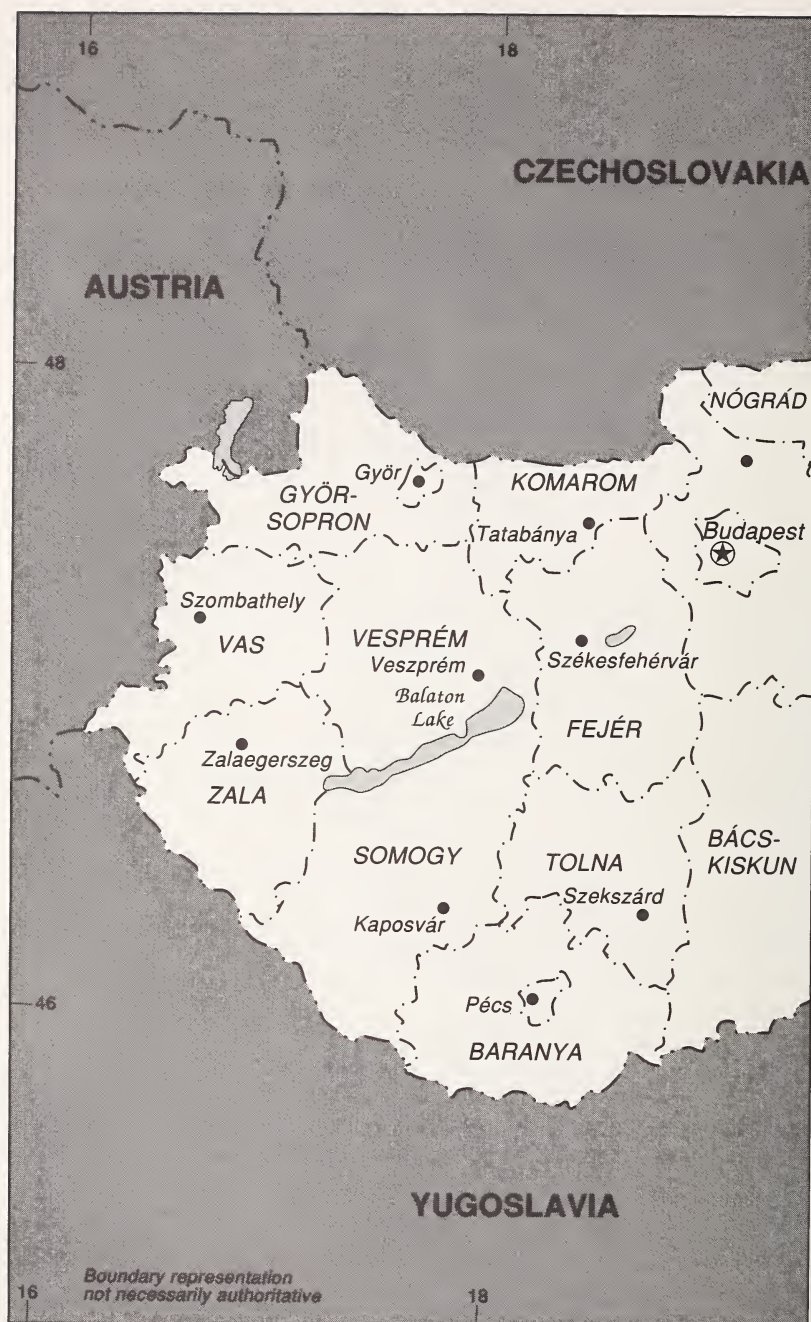 16
18
CZECHOSLOVAKIA
AUSTRIA
48
NÓGRÁD
Győr
GYÖR-
SOPRON
KOMAROM
Tatabánya
Budapest
Szombathely
VAS
VESPRÉM
Veszprém
Balaton
Lake
Székesfehérvár
FEJÉR
Zalaegerszeg
ZALA
SOMOGY
Kaposvár
TOLNA
Szekszárd
BÁCS-
KISKUN
46
Pécs
BARANYA
YUGOSLAVIA
Boundary representation
not necessarily authoritative
16
18